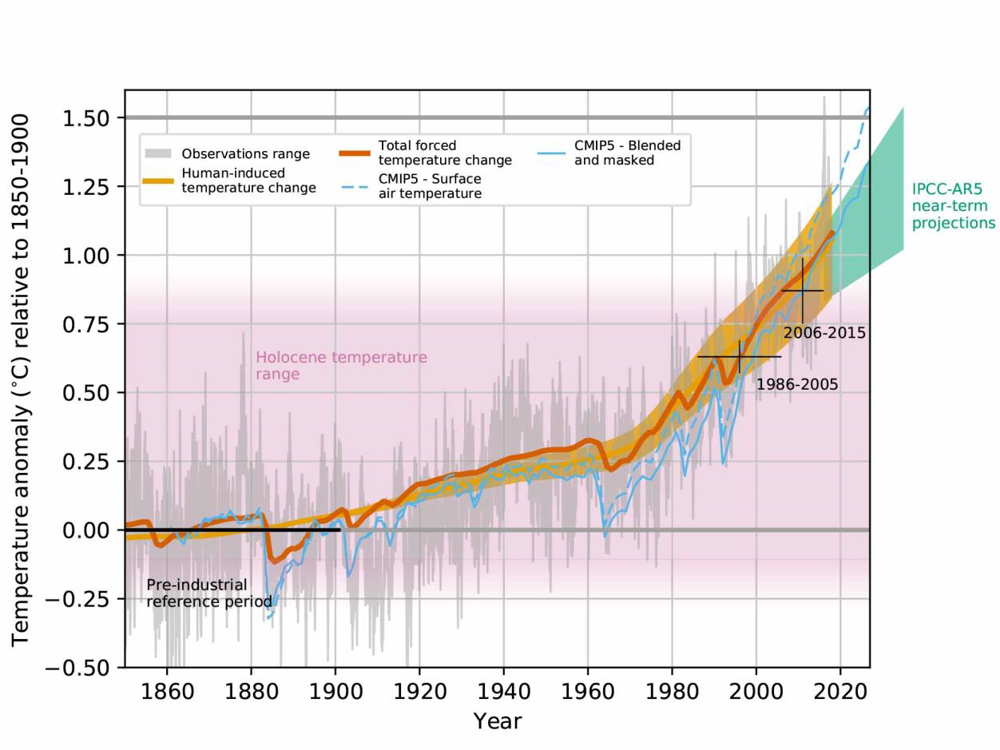 Temperature anomaly (°C) relative to 1850-1900
1.50
1.25
1.00
0.75
0.50
0.25
0.00
−0.25
−0.50
Observations range
Human-induced
temperature change
Total forced
temperature change
CMIP5 - Surface
air temperature
CMIP5 - Blended
and masked
IPCC-AR5
near-term
projections
Holocene temperature
range
2006-2015
1986-2005
Pre-industrial
reference period
1860 1880 1900 1920 1940 1960 1980 2000 2020
Year